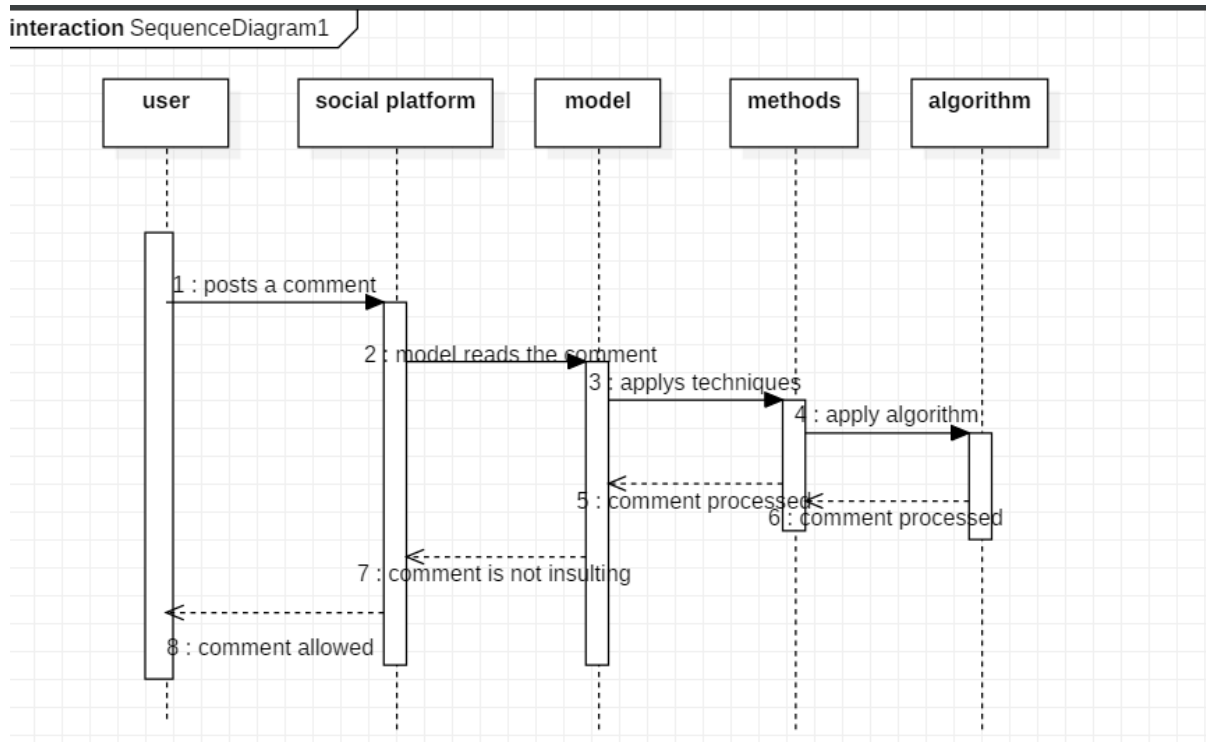 interaction SequenceDiagram1
user
social platform
model
methods
algorithm
1 : posts a comment
2 : model reads the comment
3 : applys techniques
4 : apply algorithm
5 : comment processed
6 : comment processed
7 : comment is not insulting
8 : comment allowed